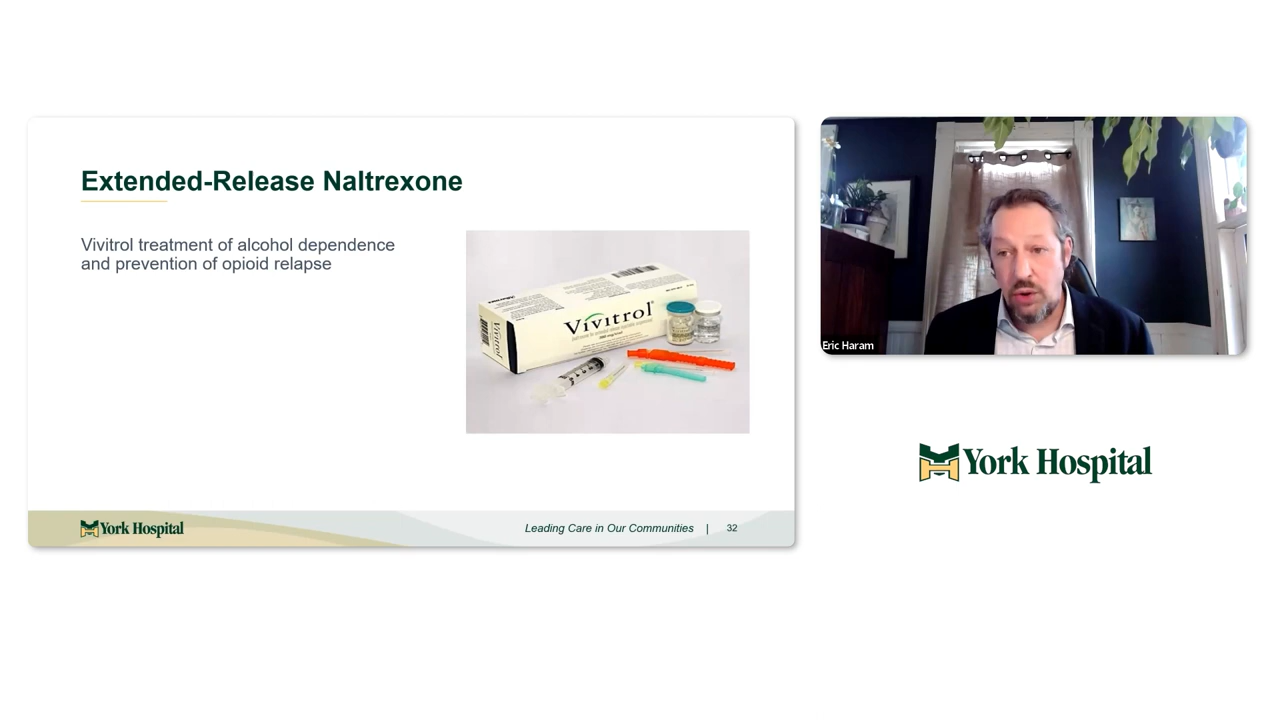 Extended-Release Naltrexone
Vivitrol treatment of alcohol dependence
and prevention of opioid relapse
Vivitrol
Vivitrol
York Hospital
Leading Care in Our Communities | 32
Eric Haram
York Hospital